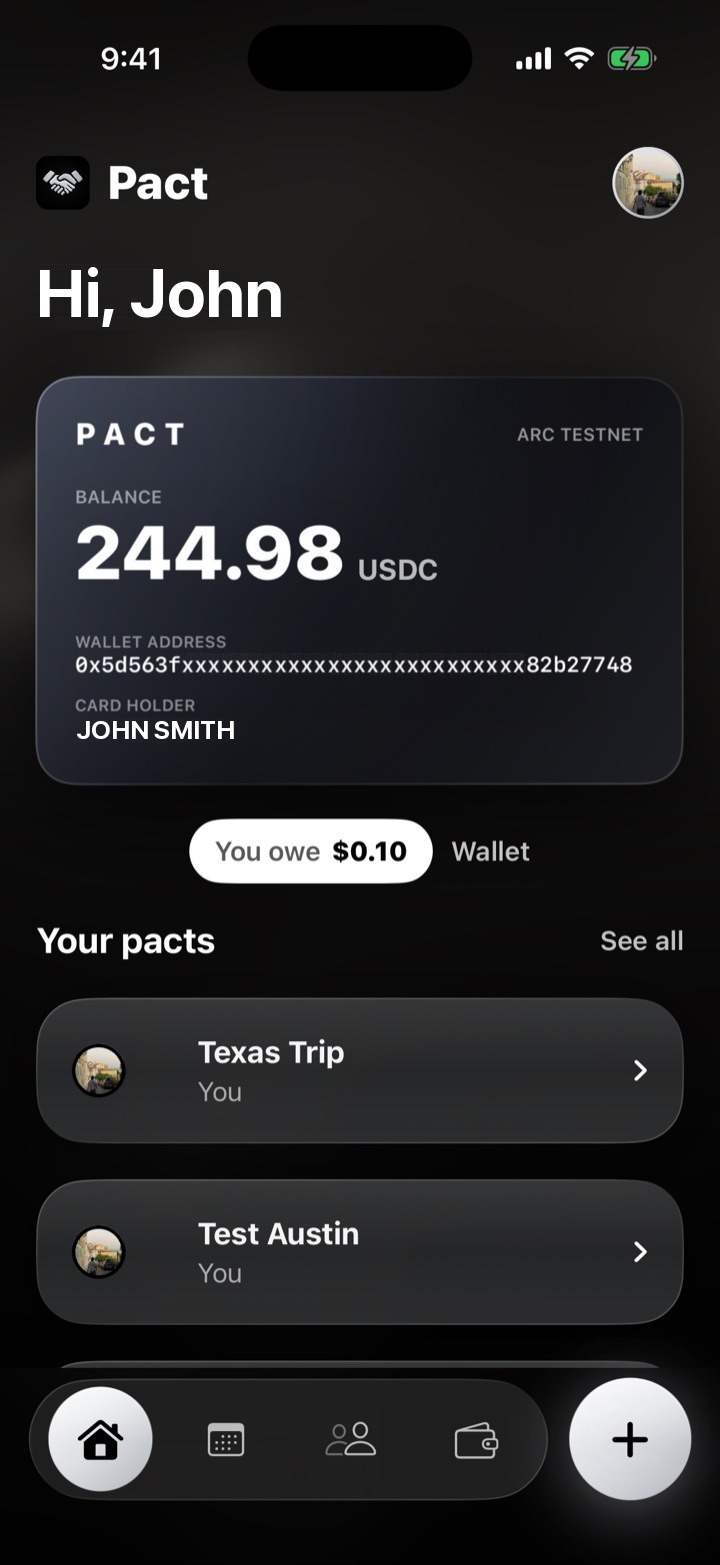 9:41
Pact
Hi, John
PACT
ARC TESTNET
BALANCE
244.98 USDC
WALLET ADDRESS
0x5d563fxxxxxxxxxxxxxxxxxxxxxxxxxx82b27748
CARD HOLDER
JOHN SMITH
You owe $0.10
Wallet
Your pacts
See all
Texas Trip
You
Test Austin
You